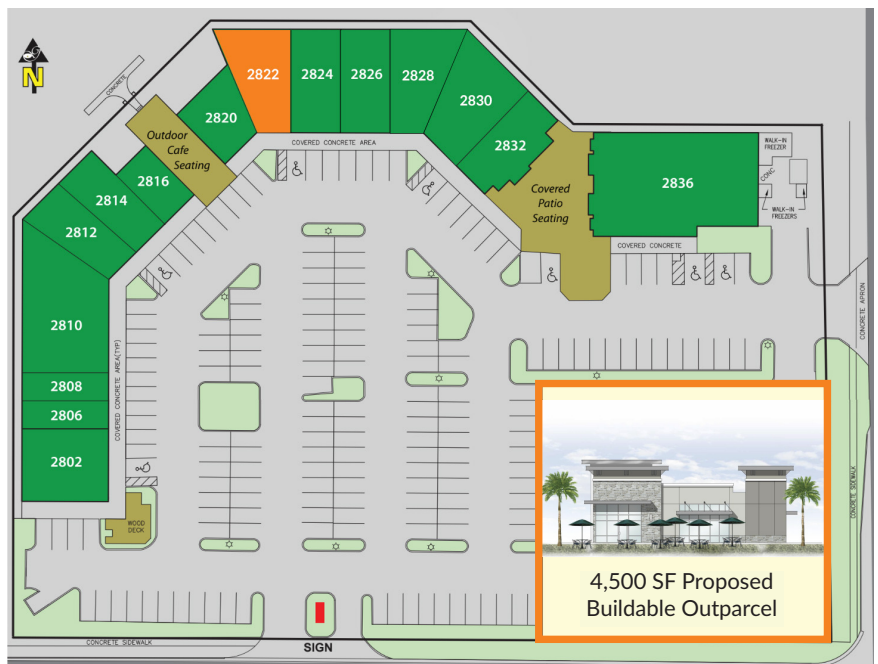 N
CONCRETE
2822
2824
2826
2828
2830
2832
2820
Outdoor
Cafe
Seating
2816
2814
2812
2810
2808
2806
2802
COVERED CONCRETE AREA
COVERED CONCRETE AREA(TYP)
Covered
Patio
Seating
2836
COVERED CONCRETE
WALK-IN
FREEZER
CONC
WALK-IN
FREEZERS
CONCRETE APRON
CONCRETE SIDEWALK
WOOD
DECK
CONCRETE SIDEWALK
SIGN
4,500 SF Proposed
Buildable Outparcel